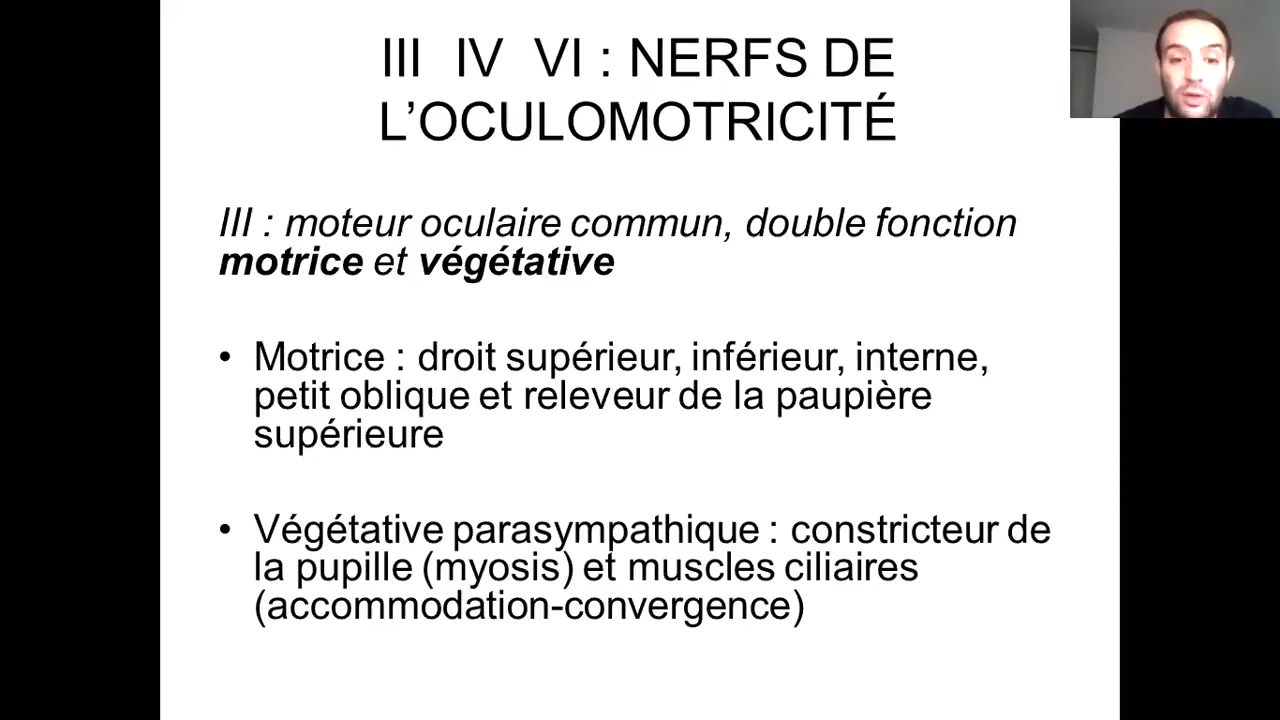 III IV VI : NERFS DE
L’OCULOMOTRICITÉ
III : moteur oculaire commun, double fonction
motrice et végétative
• Motrice : droit supérieur, inférieur, interne,
petit oblique et releveur de la paupière
supérieure
• Végétative parasympathique : constricteur de
la pupille (myosis) et muscles ciliaires
(accommodation-convergence)